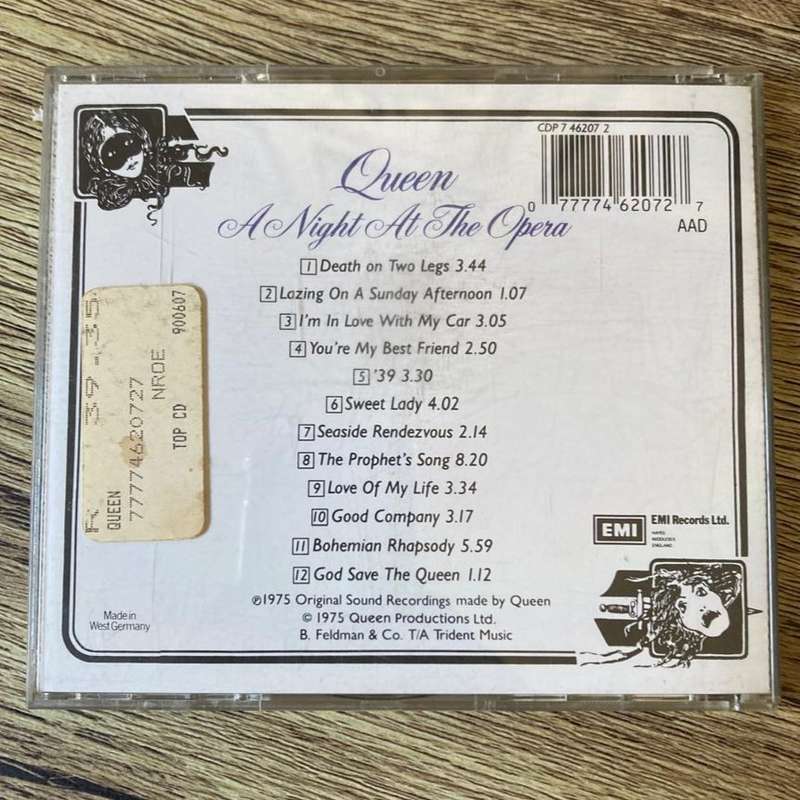 CDP 7 46207 2
0 77774 62072 7
AAD
Queen
A Night At The Opera
1 Death on Two Legs 3.44
2 Lazing On A Sunday Afternoon 1.07
3 I'm In Love With My Car 3.05
4 You're My Best Friend 2.50
5 '39 3.30
6 Sweet Lady 4.02
7 Seaside Rendezvous 2.14
8 The Prophet's Song 8.20
9 Love Of My Life 3.34
10 Good Company 3.17
11 Bohemian Rhapsody 5.59
12 God Save The Queen 1.12
℗1975 Original Sound Recordings made by Queen
© 1975 Queen Productions Ltd.
B. Feldman & Co. T/A Trident Music
Made in
West Germany
EMI
EMI Records Ltd.
HAYES
MIDDLESEX
ENGLAND
R 39.35
QUEEN
77774620727
NRDE
TOP CD 900607